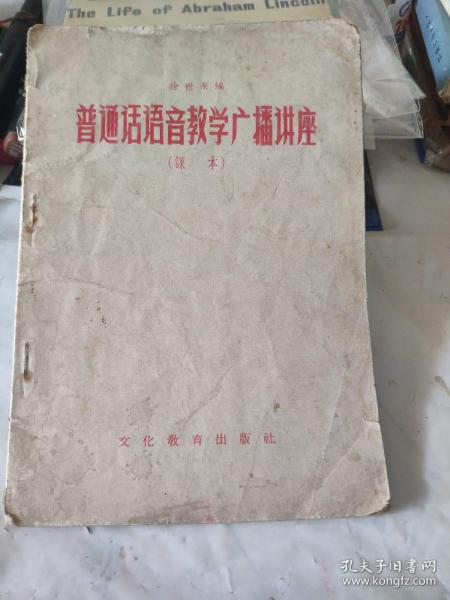 The Life of Abraham Lincoln
徐世荣编
普通话语音教学广播讲座
(課本)
文化教育出版社
孔夫子旧书网
www.kongfz.com